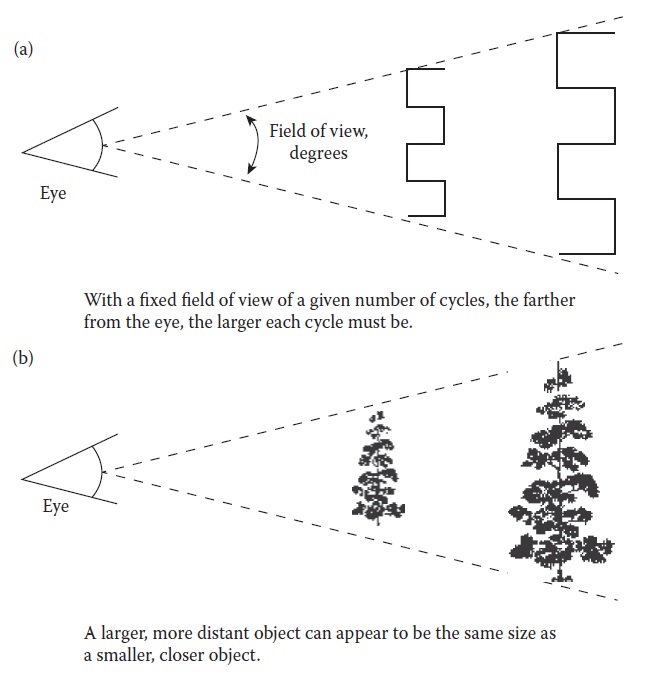 (a)
Field of view,
degrees
Eye
With a fixed field of view of a given number of cycles, the farther
from the eye, the larger each cycle must be.
(b)
Eye
A larger, more distant object can appear to be the same size as
a smaller, closer object.